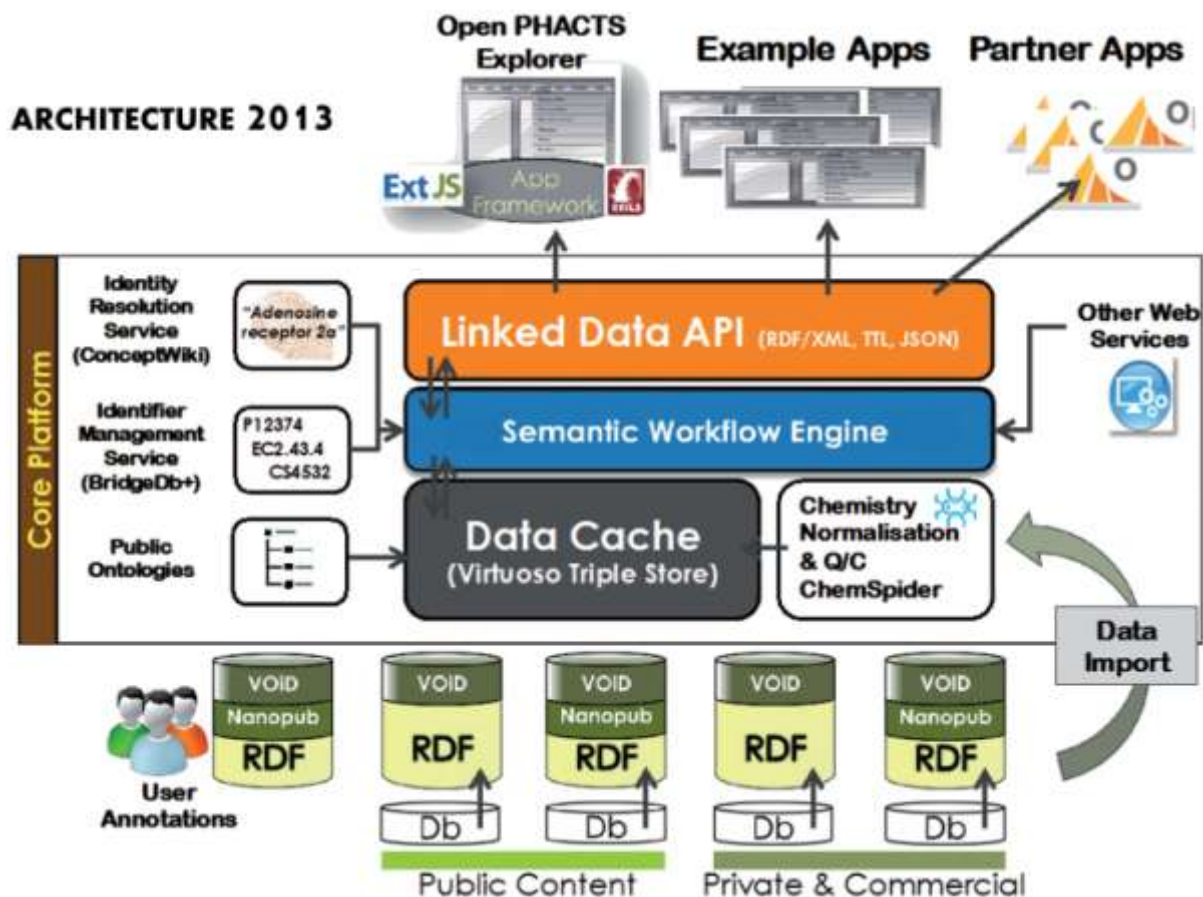 Open PHACTS
Explorer
Example Apps
Partner Apps
ARCHITECTURE 2013
Ext JS
App
Framework
RAILS
O
O
O
Core Platform
Identity
Resolution
Service
(ConceptWiki)
"Adenosine
receptor 2a"
Linked Data API (RDF/XML, TTL, JSON)
Other Web
Services
Identifier
Management
Service
(BridgeDb+)
P12374
EC2.43.4
CS4532
Semantic Workflow Engine
Public
Ontologies
Data Cache
(Virtuoso Triple Store)
Chemistry
Normalisation
& Q/C
ChemSpider
Data
Import
User
Annotations
VOID
Nanopub
RDF
VOID
RDF
Db
VOID
Nanopub
RDF
Db
VOID
RDF
Db
VOID
Nanopub
RDF
Db
Public Content
Private & Commercial